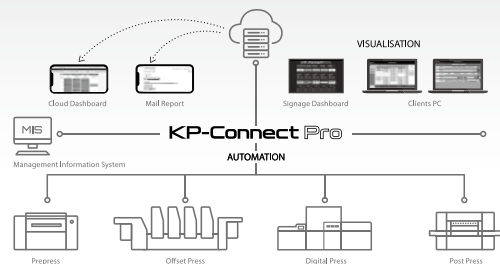 VISUALISATION
Cloud Dashboard
Mail Report
Signage Dashboard
Clients PC
MIS
KP-Connect Pro
Management Information System
AUTOMATION
Prepress
Offset Press
Digital Press
Post Press